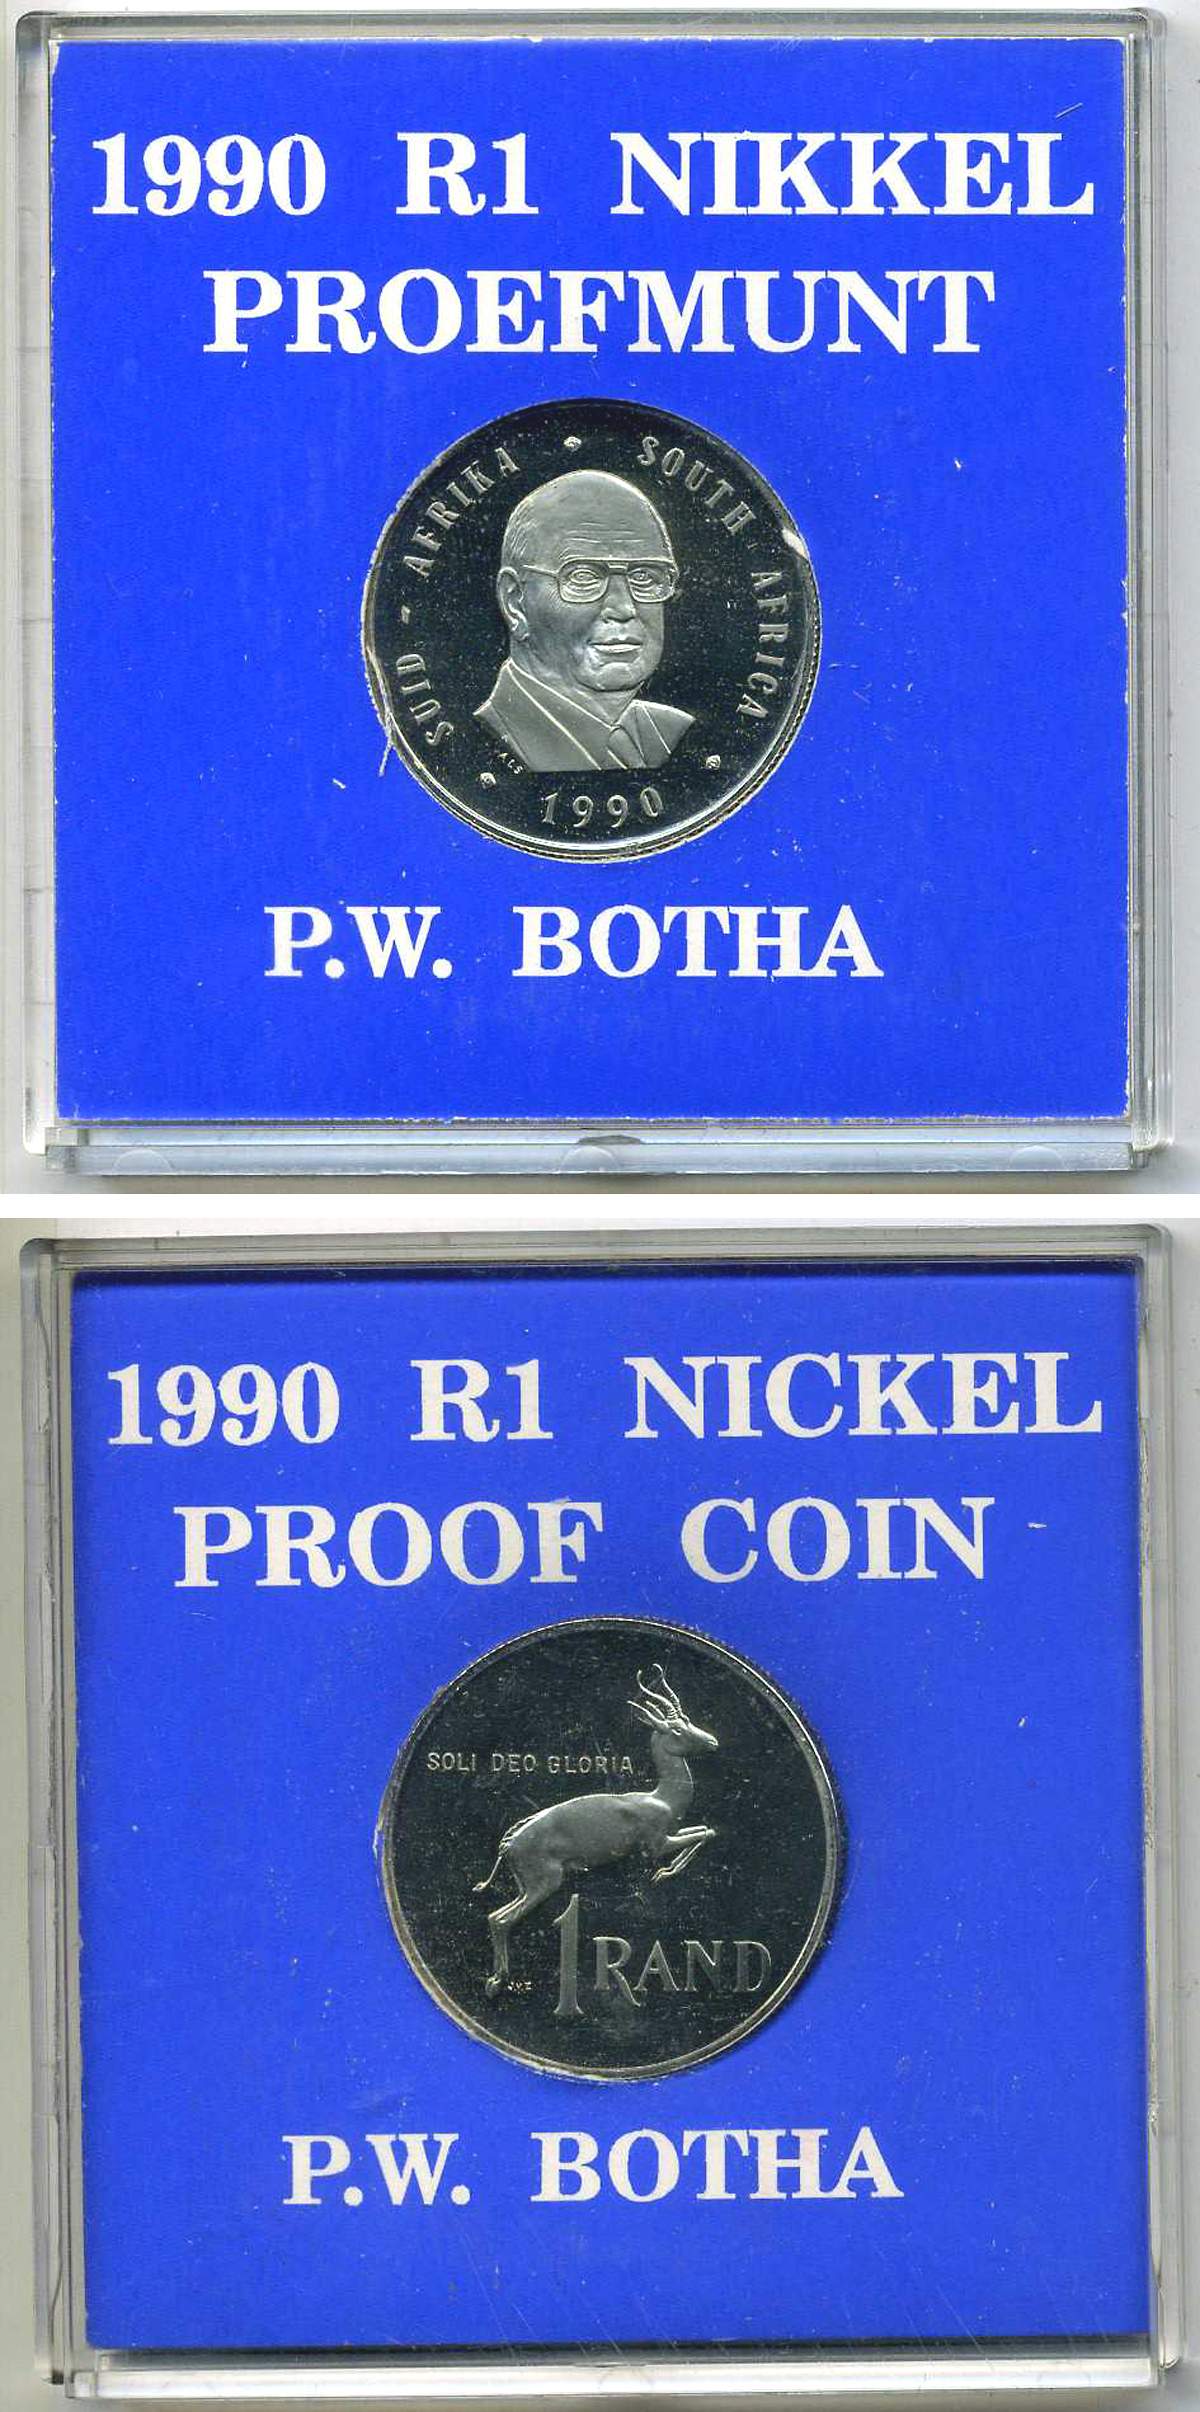 1990 R1 NIKKEL
PROEFMUNT
SUID - AFRIKA • SOUTH AFRICA
ALS
• 1990 •
P.W. BOTHA
1990 R1 NICKEL
PROOF COIN
SOLI DEO GLORIA
1 RAND
P.W. BOTHA